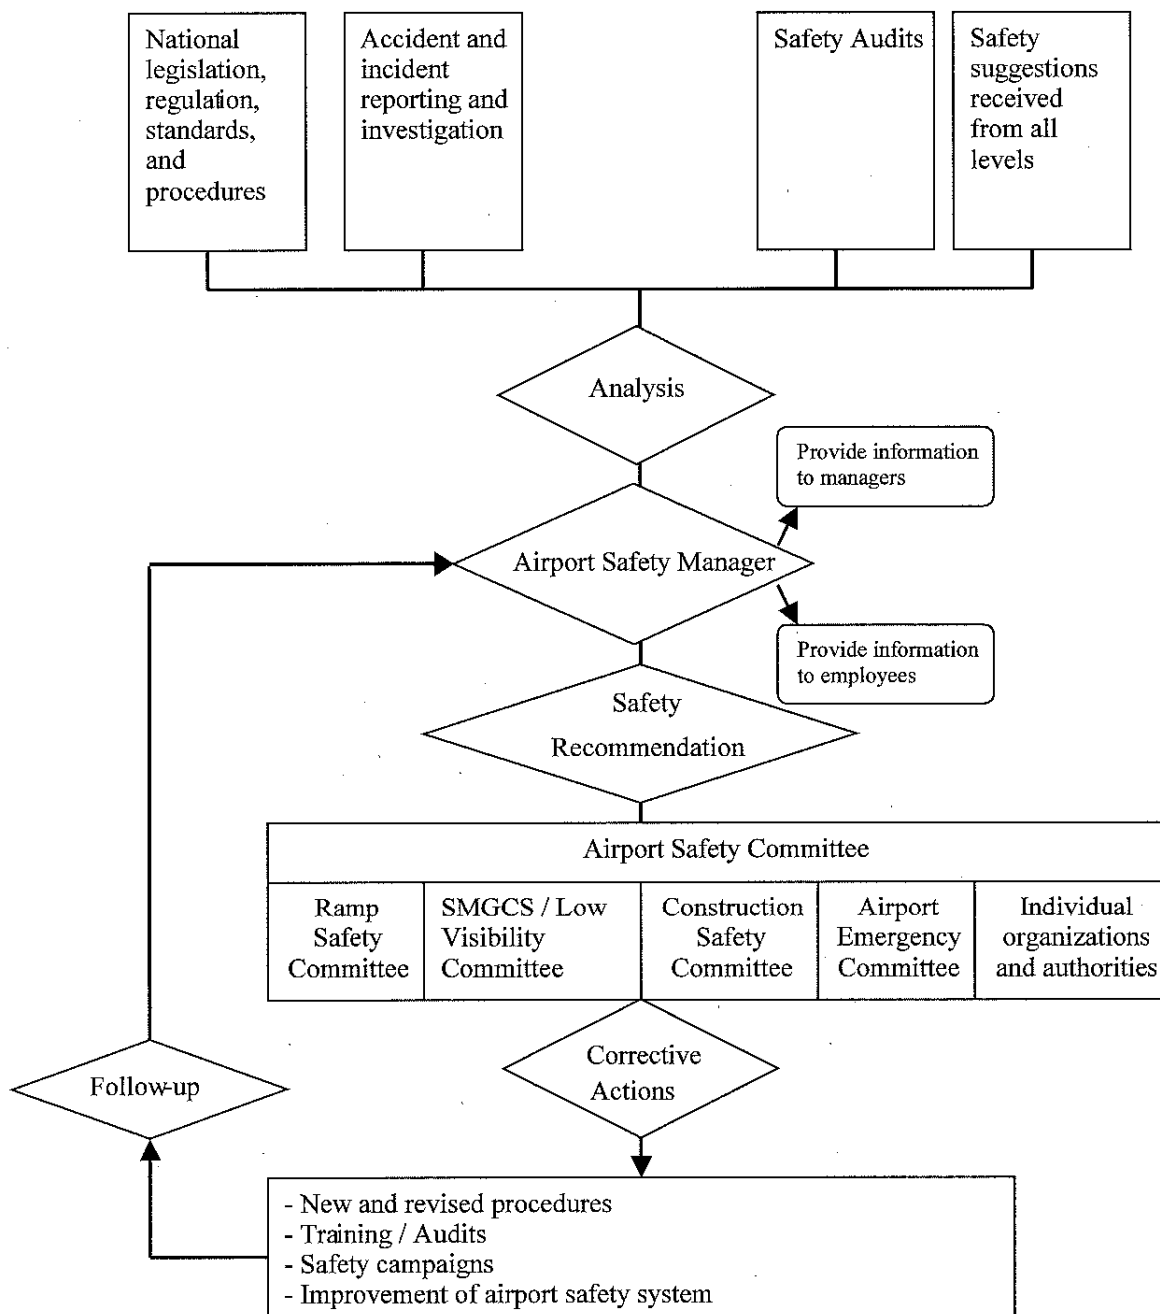 National
legislation,
regulation,
standards,
and
procedures
Accident and
incident
reporting and
investigation
Safety Audits
Safety
suggestions
received
from all
levels
Analysis
Provide information
to managers
Airport Safety Manager
Provide information
to employees
Safety
Recommendation
Airport Safety Committee
Ramp
Safety
Committee
SMGCS / Low
Visibility
Committee
Construction
Safety
Committee
Airport
Emergency
Committee
Individual
organizations
and authorities
Corrective
Actions
Follow-up
- New and revised procedures
- Training / Audits
- Safety campaigns
- Improvement of airport safety system